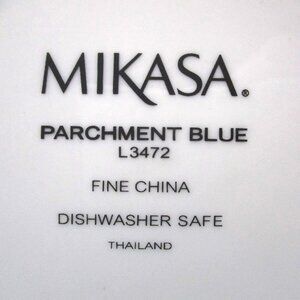 MIKASA®
PARCHMENT BLUE
L3472
FINE CHINA
DISHWASHER SAFE
THAILAND